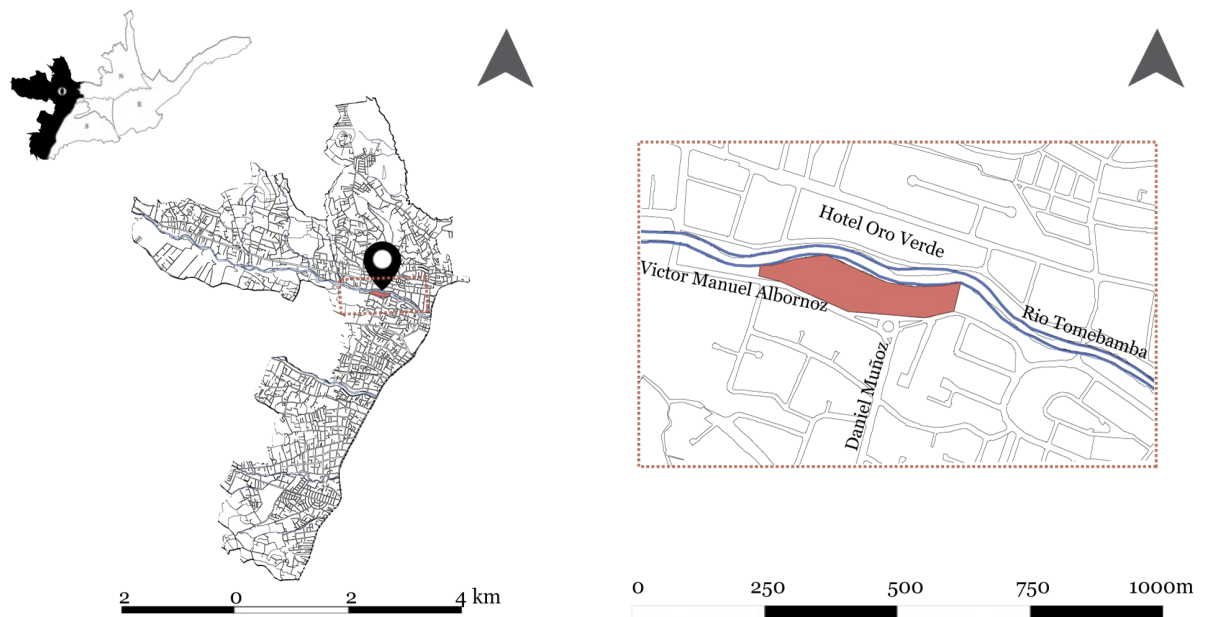 N
O
E
S
Hotel Oro Verde
Victor Manuel Albornoz
Rio Tomebamba
Daniel Muñoz
2 0 2 4 km
0 250 500 750 1000m